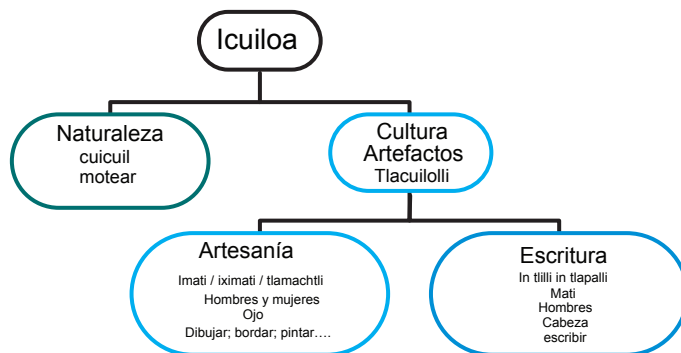 Icuiloa
Naturaleza
cuicuil
motear
Cultura
Artefactos
Tlacuilolli
Artesanía
Imati / iximati / tlamachtli
Hombres y mujeres
Ojo
Dibujar; bordar; pintar….
Escritura
In tlilli in tlapalli
Mati
Hombres
Cabeza
escribir